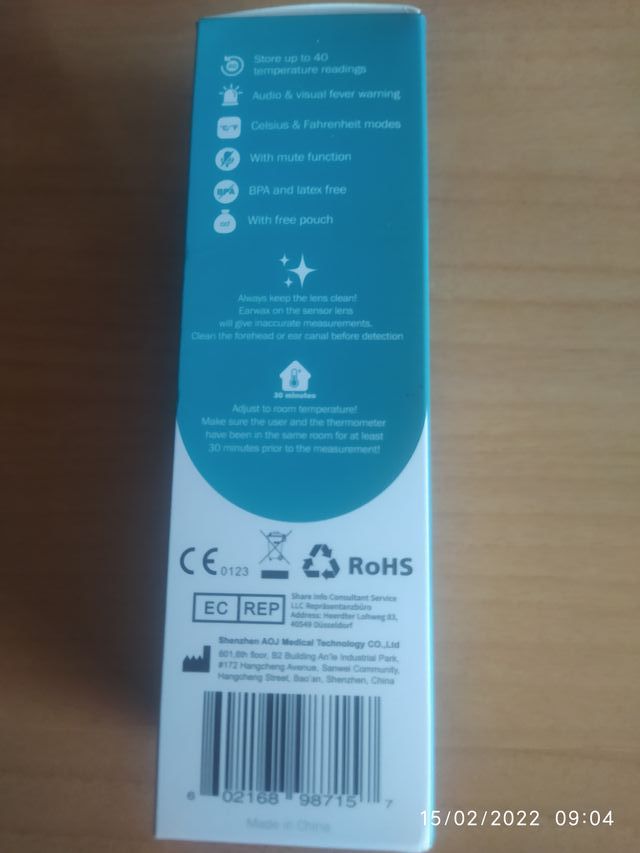 Store up to 40
temperature readings
Audio & visual fever warning
°C/°F
Celsius & Fahrenheit modes
With mute function
BPA
BPA and latex free
With free pouch
Always keep the lens clean!
Earwax on the sensor lens
will give inaccurate measurements.
Clean the forehead or ear canal before detection
30 minutes
Adjust to room temperature!
Make sure the user and the thermometer
have been in the same room for at least
30 minutes prior to the measurement!
CE 0123 RoHS
EC REP
Share Info Consultant Service
LLC Repräsentanzbüro
Address: Heerdter Lohweg 83,
40549 Düsseldorf
Shenzhen AOJ Medical Technology CO.,Ltd
601,6th floor, B2 Building An'le Industrial Park,
#172 Hangcheng Avenue, Sanwei Community,
Hangcheng Street, Bao'an, Shenzhen, China
6 02168 98715 7
Made in China
15/02/2022 09:04